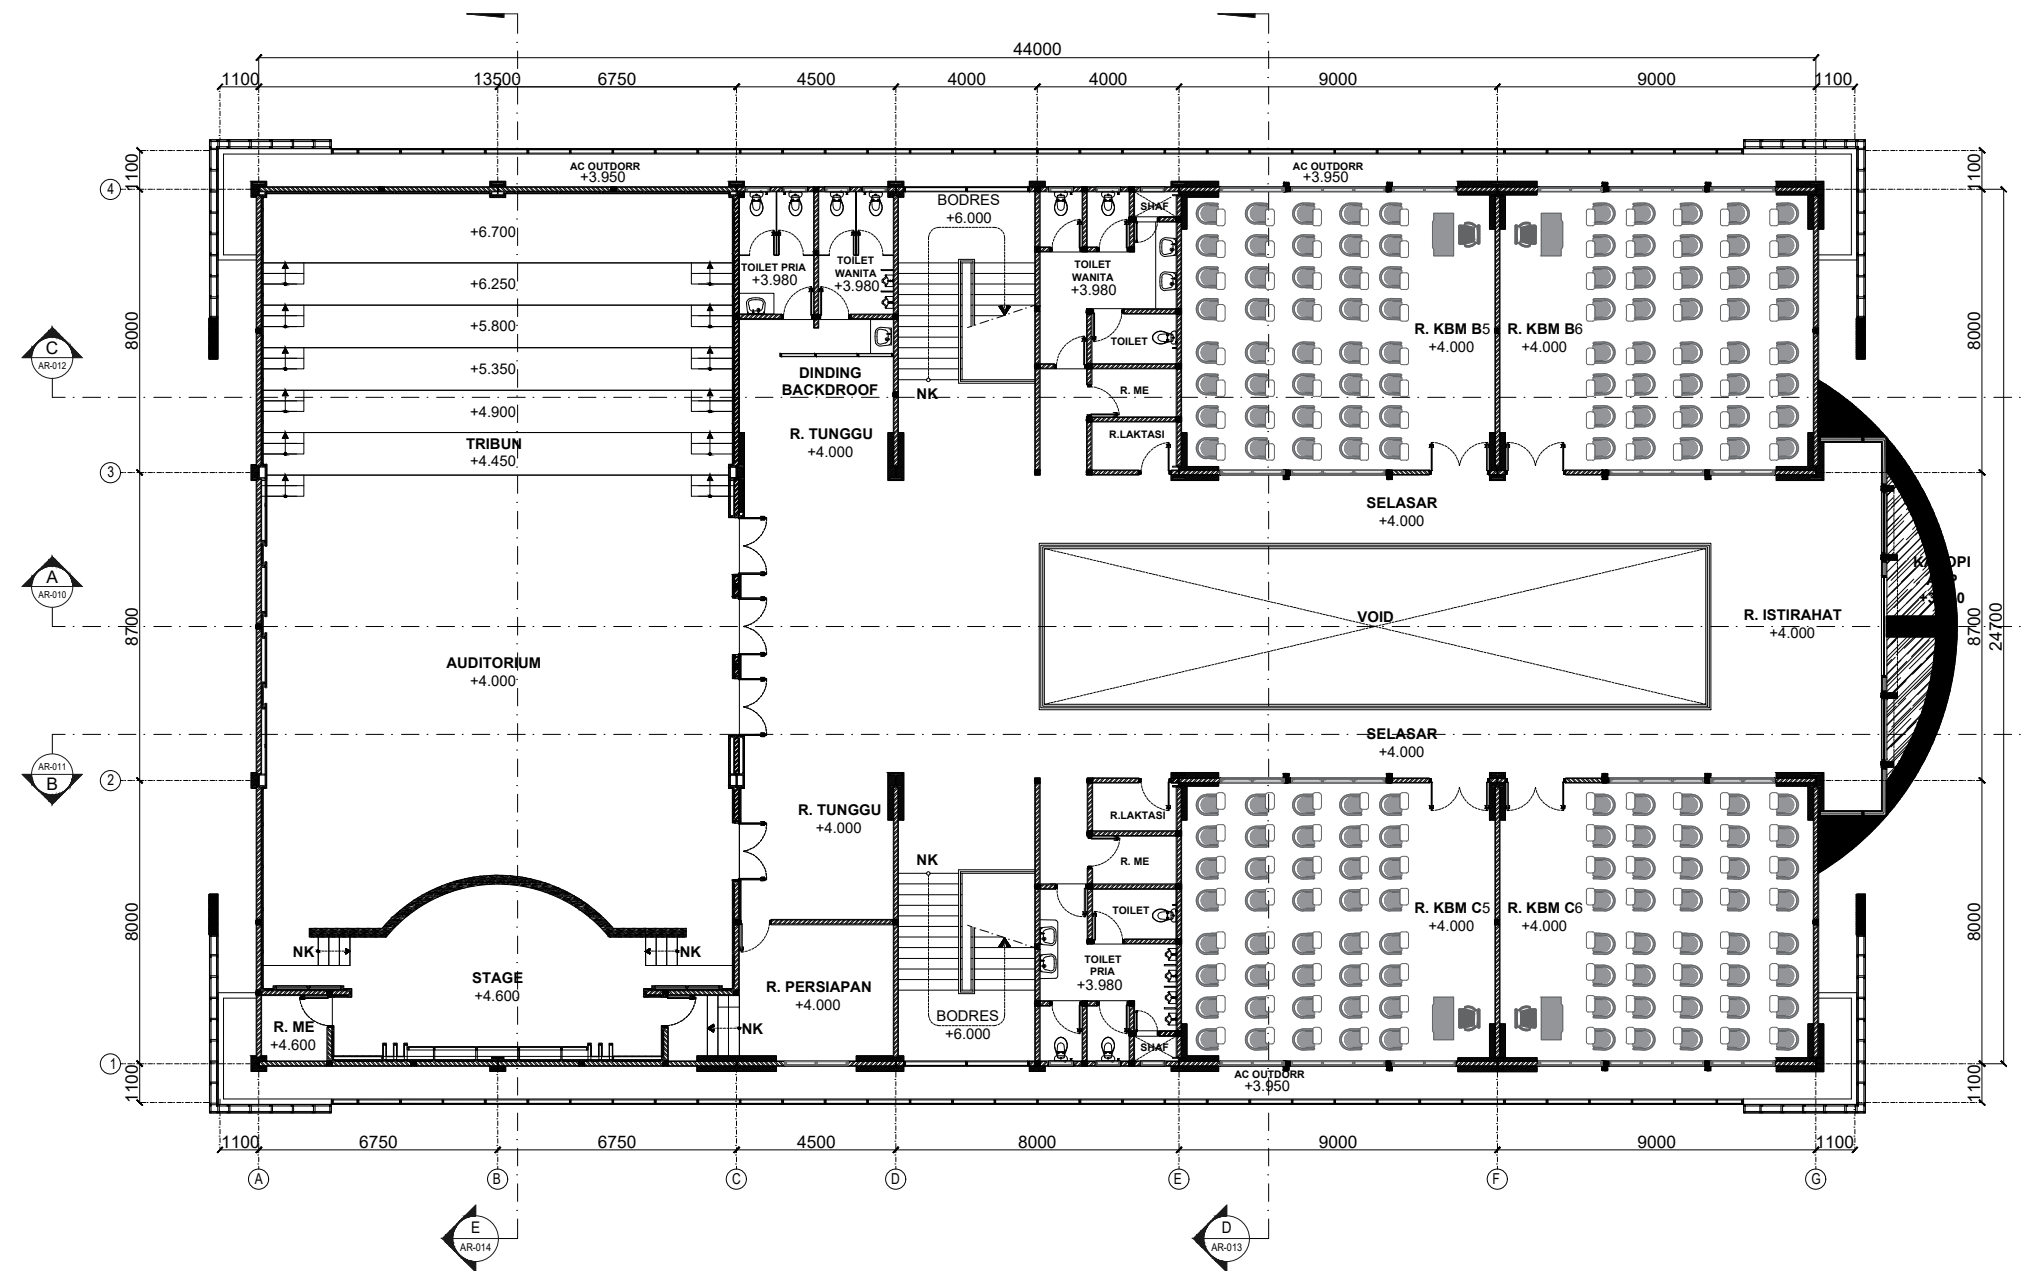 44000
1100
13500
6750
4500
4000
4000
9000
9000
1100
AC OUTDORR
+3.950
AC OUTDORR
+3.950
1100
1100
4
BODRES
+6.000
SHAF
+6.700
TOILET PRIA
+3.980
TOILET
WANITA
+3.980
TOILET
WANITA
+3.980
+6.250
+5.800
8000
8000
C
AR-012
R. KBM B5
+4.000
R. KBM B6
+4.000
TOILET
+5.350
DINDING
BACKDROOF
NK
R. ME
+4.900
R. TUNGGU
+4.000
R.LAKTASI
TRIBUN
+4.450
3
SELASAR
+4.000
A
AR-010
VOID
R. ISTIRAHAT
+4.000
8700
8700
24700
AUDITORIUM
+4.000
SELASAR
+4.000
AR-011
B
2
R. TUNGGU
+4.000
R.LAKTASI
NK
R. ME
8000
8000
R. KBM C5
+4.000
R. KBM C6
+4.000
TOILET
NK
NK
TOILET
PRIA
+3.980
STAGE
+4.600
R. PERSIAPAN
+4.000
BODRES
+6.000
R. ME
+4.600
NK
SHAF
1
AC OUTDORR
+3.950
1100
1100
1100
6750
6750
4500
8000
9000
9000
1100
A
B
C
D
E
F
G
E
AR-014
D
AR-013